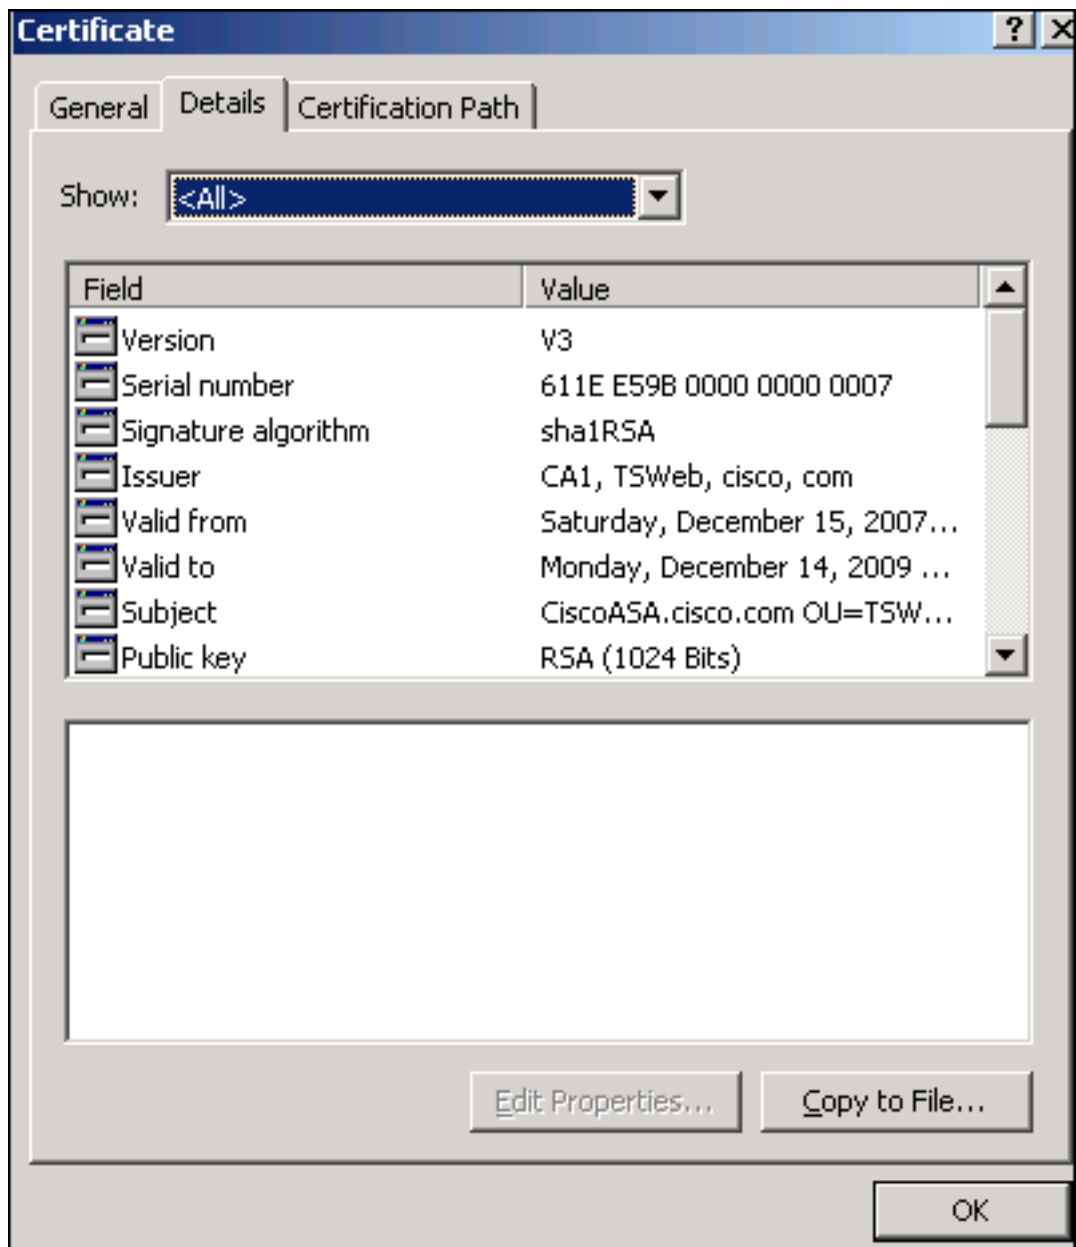 Certificate
General Details Certification Path
Show: <All>
Field Value
Version V3
Serial number 611E E59B 0000 0000 0007
Signature algorithm sha1RSA
Issuer CA1, TSWeb, cisco, com
Valid from Saturday, December 15, 2007...
Valid to Monday, December 14, 2009 ...
Subject CiscoASA.cisco.com OU=TSW...
Public key RSA (1024 Bits)
Edit Properties... Copy to File...
OK